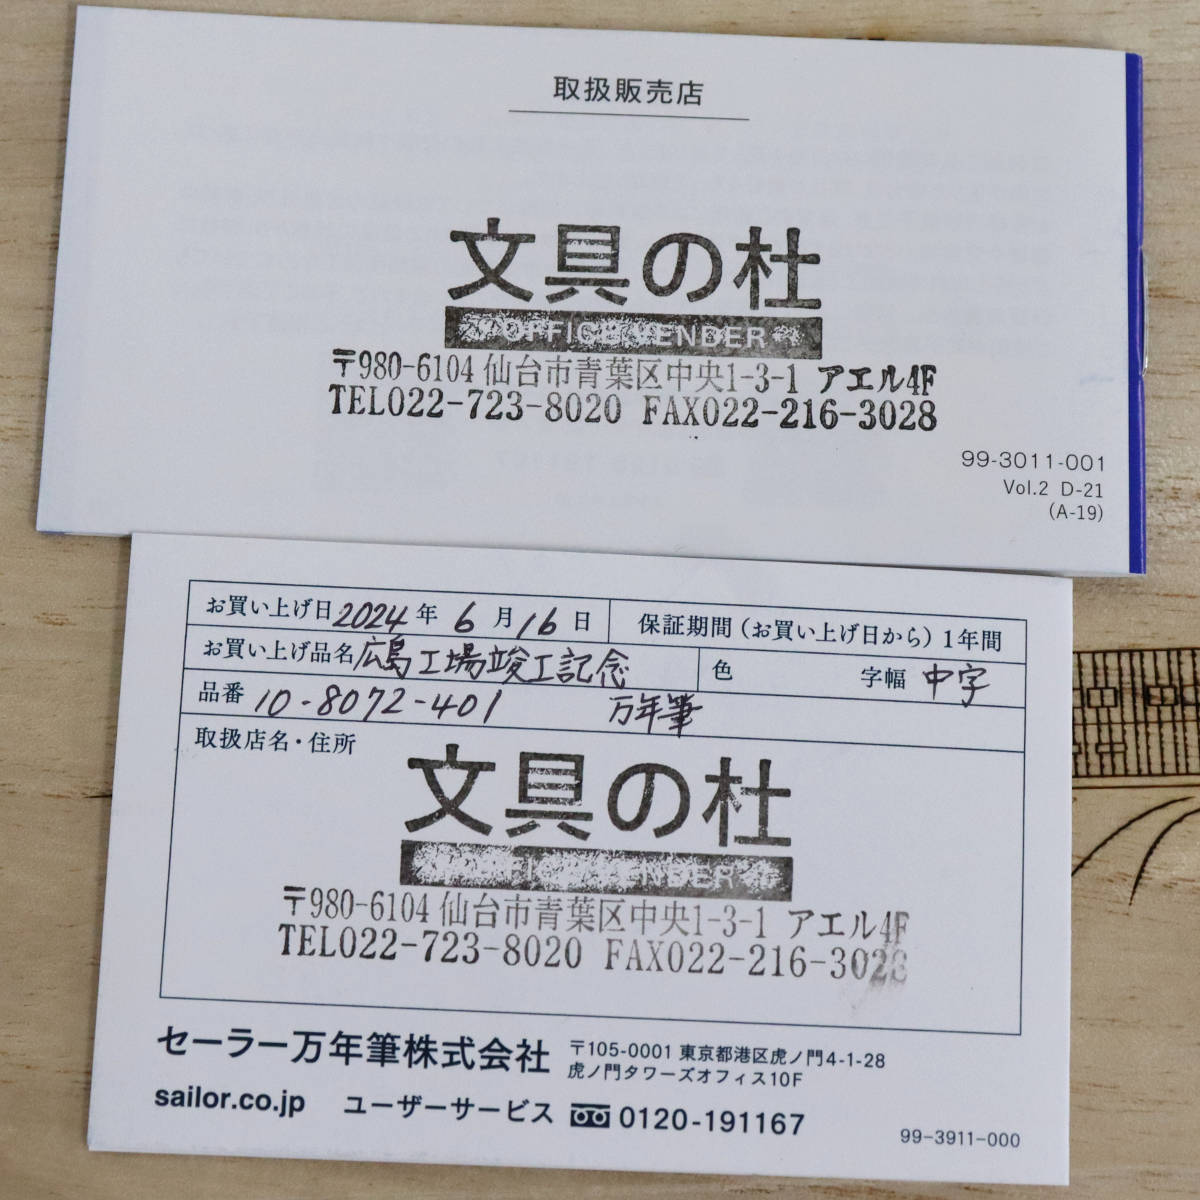 取扱販売店
文具の杜
OFFICE VENDER
〒980-6104 仙台市青葉区中央1-3-1 アエル4F
TEL022-723-8020 FAX022-216-3028
99-3011-001
Vol.2 D-21
(A-19)
お買い上げ日 2024 年 6 月 16 日 保証期間(お買い上げ日から)1年間
お買い上げ品名 広島工場竣工記念 色 字幅 中字
品番 10-8072-401 万年筆
取扱店名・住所
文具の杜
OFFICE VENDER
〒980-6104 仙台市青葉区中央1-3-1 アエル4F
TEL022-723-8020 FAX022-216-3028
セーラー万年筆株式会社 〒105-0001 東京都港区虎ノ門4-1-28
虎ノ門タワーズオフィス10F
sailor.co.jp ユーザーサービス 0120-191167
99-3911-000